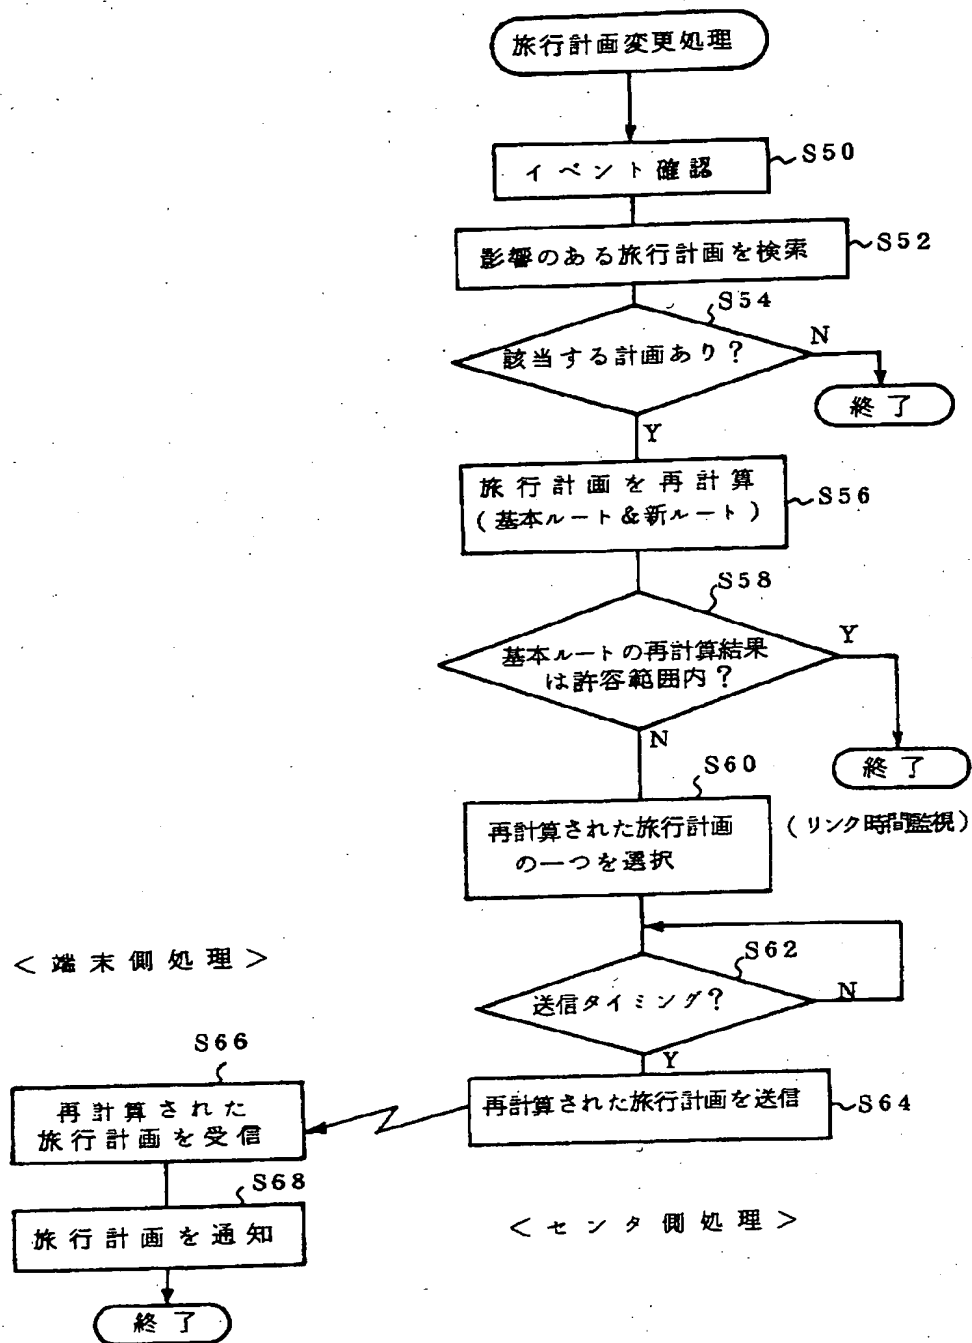 旅行計画変更処理
イベント確認
S50
影響のある旅行計画を検索
S52
S54
該当する計画あり？
N
終了
Y
旅行計画を再計算
(基本ルート&新ルート)
S56
S58
基本ルートの再計算結果
は許容範囲内？
Y
終了
(リンク時間監視)
N
S60
再計算された旅行計画
の一つを選択
S62
送信タイミング？
N
Y
再計算された旅行計画を送信
S64
<センタ側処理>
<端末側処理>
S66
再計算された
旅行計画を受信
S68
旅行計画を通知
終了